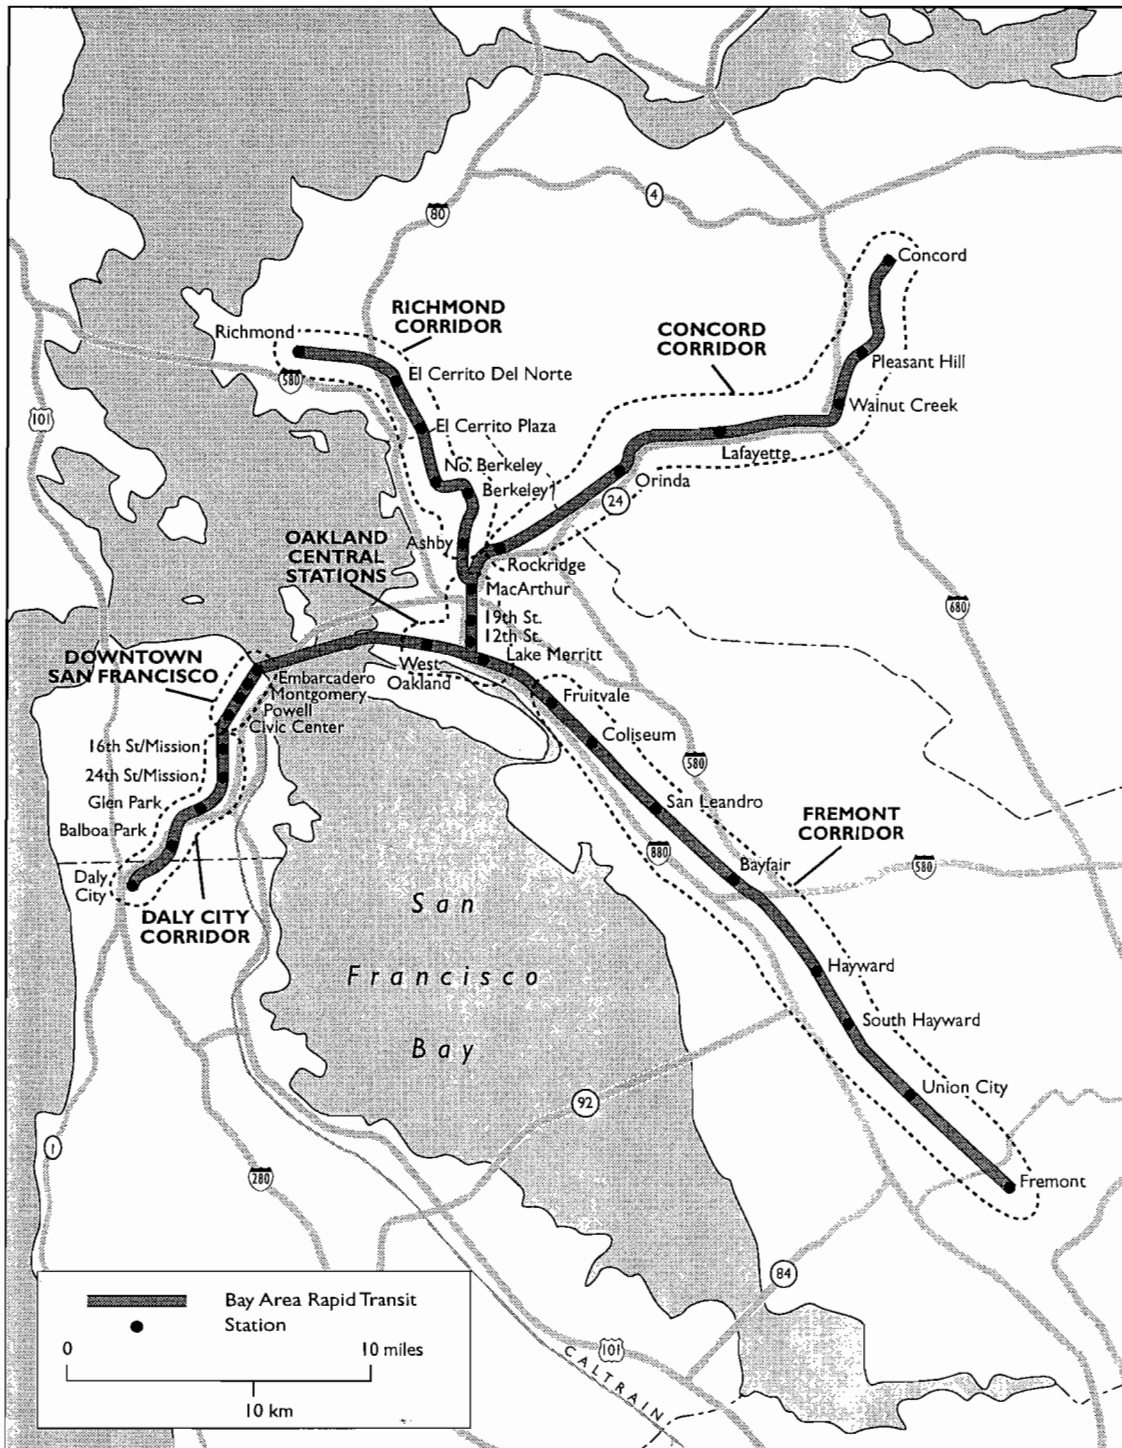 4
80
Concord
RICHMOND
CORRIDOR
CONCORD
CORRIDOR
Richmond
580
El Cerrito Del Norte
Pleasant Hill
101
Walnut Creek
El Cerrito Plaza
Lafayette
No. Berkeley
Berkeley
Orinda
24
OAKLAND
CENTRAL
STATIONS
Ashby
Rockridge
MacArthur
680
19th St.
12th St.
Lake Merritt
DOWNTOWN
SAN FRANCISCO
West
Oakland
Embarcadero
Montgomery
Powell
Civic Center
Fruitvale
16th St/Mission
Coliseum
580
24th St/Mission
Glen Park
San Leandro
Balboa Park
FREMONT
CORRIDOR
880
580
Daly
City
Bayfair
DALY CITY
CORRIDOR
San
Francisco
Bay
Hayward
South Hayward
Union City
92
1
280
Fremont
84
Bay Area Rapid Transit
Station
0
10 miles
10 km
101
CALTRAIN